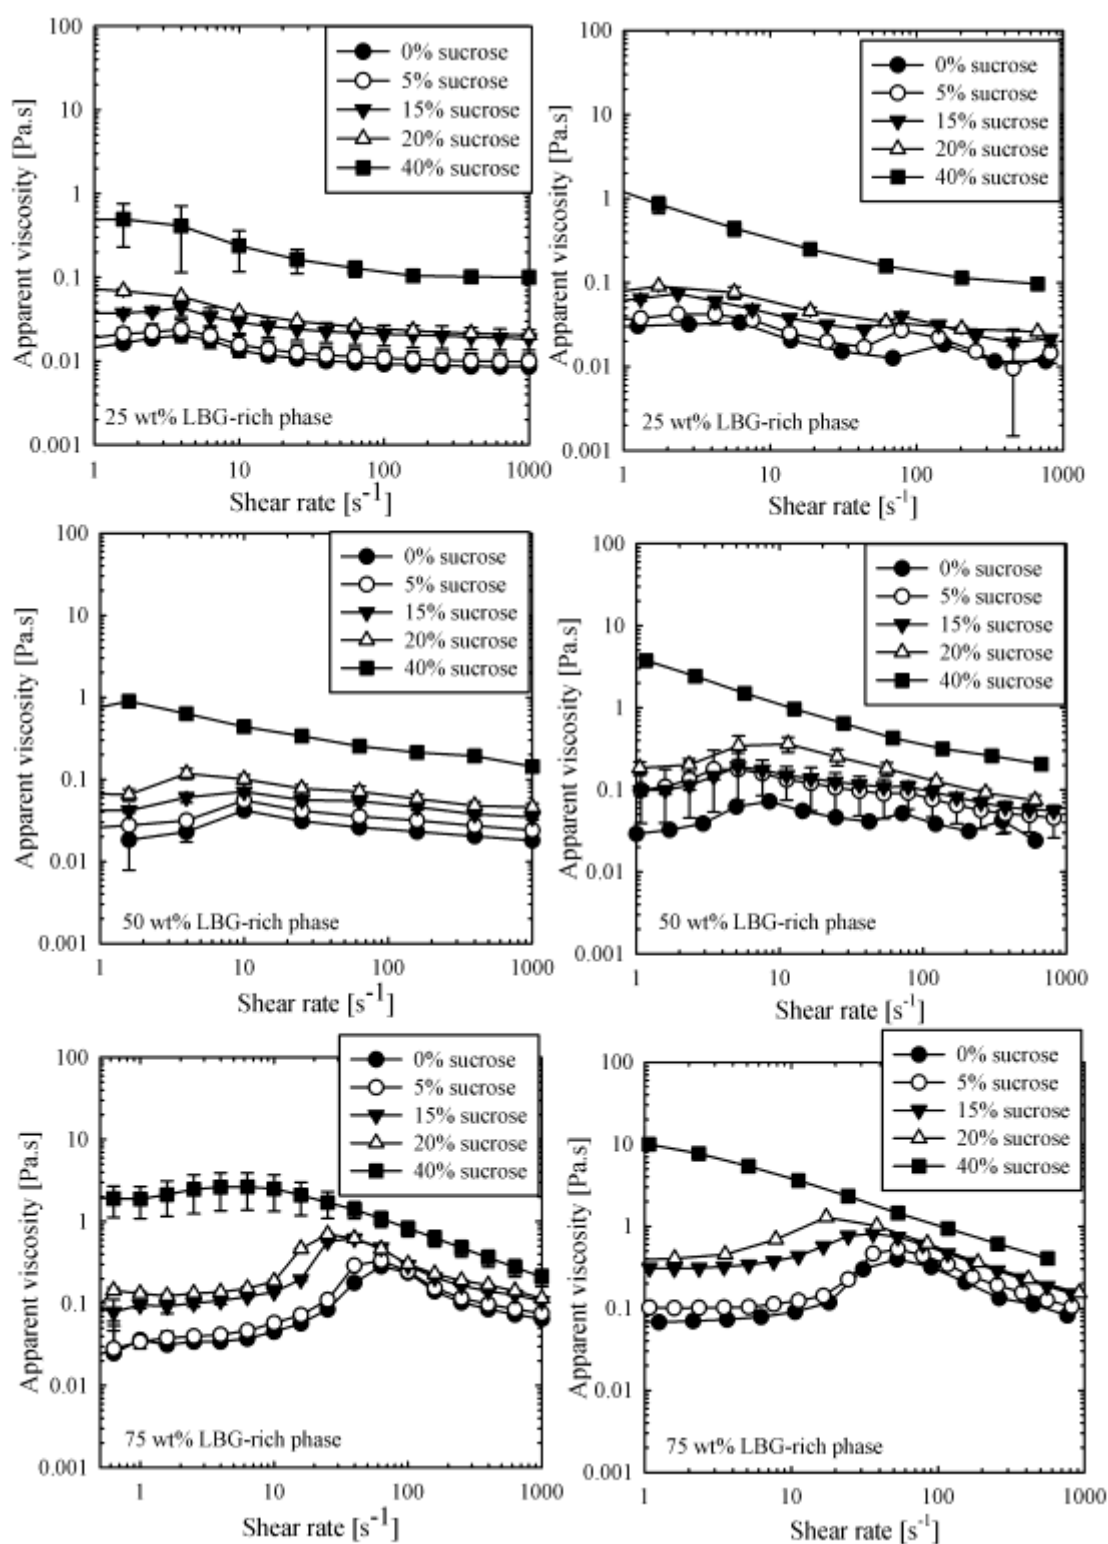 100
10
1
0.1
0.01
0.001
Apparent viscosity [Pa.s]
0% sucrose
5% sucrose
15% sucrose
20% sucrose
40% sucrose
25 wt% LBG-rich phase
1 10 100 1000
Shear rate [s-1]
100
10
1
0.1
0.01
0.001
Apparent viscosity [Pa.s]
0% sucrose
5% sucrose
15% sucrose
20% sucrose
40% sucrose
25 wt% LBG-rich phase
1 10 100 1000
Shear rate [s-1]
100
10
1
0.1
0.01
0.001
Apparent viscosity [Pa.s]
0% sucrose
5% sucrose
15% sucrose
20% sucrose
40% sucrose
50 wt% LBG-rich phase
1 10 100 1000
Shear rate [s-1]
100
10
1
0.1
0.01
0.001
Apparent viscosity [Pa.s]
0% sucrose
5% sucrose
15% sucrose
20% sucrose
40% sucrose
50 wt% LBG-rich phase
1 10 100 1000
Shear rate [s-1]
100
10
1
0.1
0.01
0.001
Apparent viscosity [Pa.s]
0% sucrose
5% sucrose
15% sucrose
20% sucrose
40% sucrose
75 wt% LBG-rich phase
1 10 100 1000
Shear rate [s-1]
100
10
1
0.1
0.01
0.001
Apparent viscosity [Pa.s]
0% sucrose
5% sucrose
15% sucrose
20% sucrose
40% sucrose
75 wt% LBG-rich phase
1 10 100 1000
Shear rate [s-1]